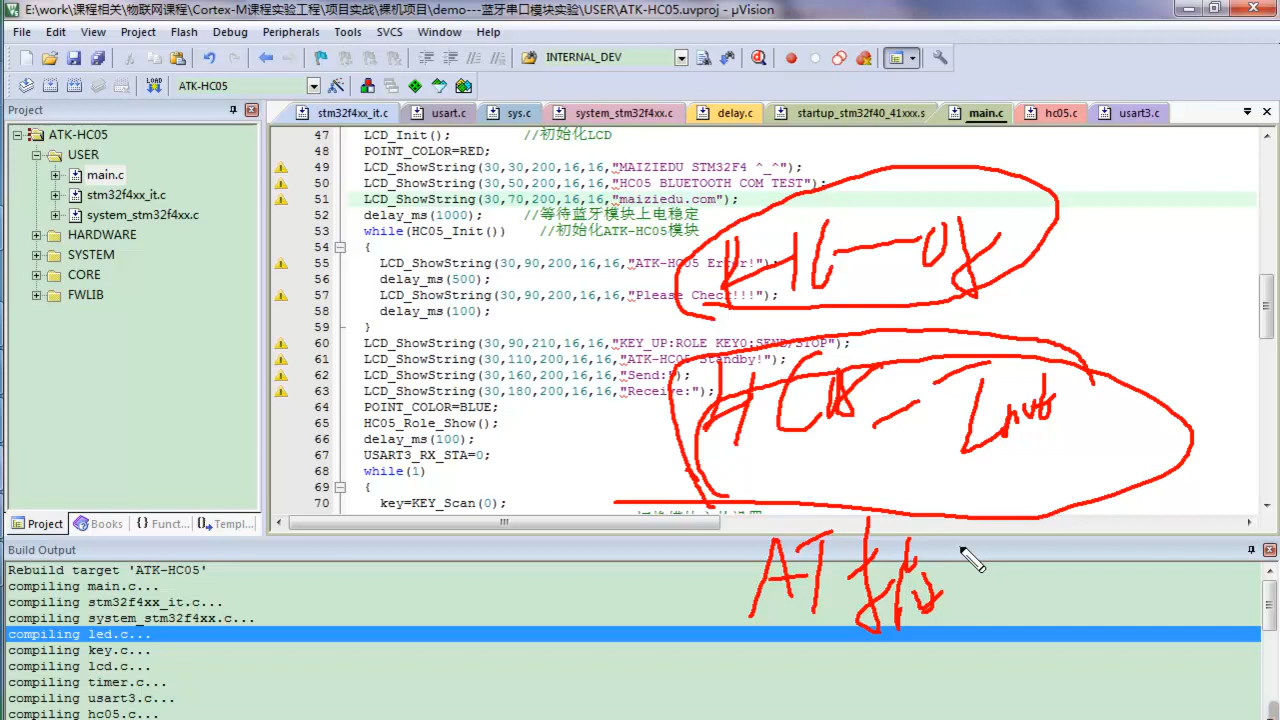 E:\work\课程相关\物联网课程\Cortex-M课程实验工程\项目实战\裸机项目\demo---蓝牙串口模块实验\USER\ATK-HC05.uvproj - µVision
File Edit View Project Flash Debug Peripherals Tools SVCS Window Help
INTERNAL_DEV
LOAD ATK-HC05
Project
stm32f4xx_it.c usart.c sys.c system_stm32f4xx.c delay.c startup_stm32f40_41xxx.s main.c hc05.c usart3.c
ATK-HC05
USER
main.c
stm32f4xx_it.c
system_stm32f4xx.c
HARDWARE
SYSTEM
CORE
FWLIB
47 LCD_Init(); //初始化LCD
48 POINT_COLOR=RED;
49 LCD_ShowString(30,30,200,16,16,"MAIZIEDU STM32F4 ^_^");
50 LCD_ShowString(30,50,200,16,16,"HC05 BLUETOOTH COM TEST");
51 LCD_ShowString(30,70,200,16,16,"maiziedu.com");
52 delay_ms(1000); //等待蓝牙模块上电稳定
53 while(HC05_Init()) //初始化ATK-HC05模块
54 {
55 LCD_ShowString(30,90,200,16,16,"ATK-HC05 Error!");
56 delay_ms(500);
57 LCD_ShowString(30,90,200,16,16,"Please Check!!!");
58 delay_ms(100);
59 }
60 LCD_ShowString(30,90,210,16,16,"KEY_UP:ROLE KEY0:SEND/STOP");
61 LCD_ShowString(30,110,200,16,16,"ATK-HC05 Standby!");
62 LCD_ShowString(30,160,200,16,16,"Send:");
63 LCD_ShowString(30,180,200,16,16,"Receive:");
64 POINT_COLOR=BLUE;
65 HC05_Role_Show();
66 delay_ms(100);
67 USART3_RX_STA=0;
68 while(1)
69 {
70 key=KEY_Scan(0);
AT
Project Books Funct... Templ...
Build Output
Rebuild target 'ATK-HC05'
compiling main.c...
compiling stm32f4xx_it.c...
compiling system_stm32f4xx.c...
compiling led.c...
compiling key.c...
compiling lcd.c...
compiling timer.c...
compiling usart3.c...
compiling hc05.c...